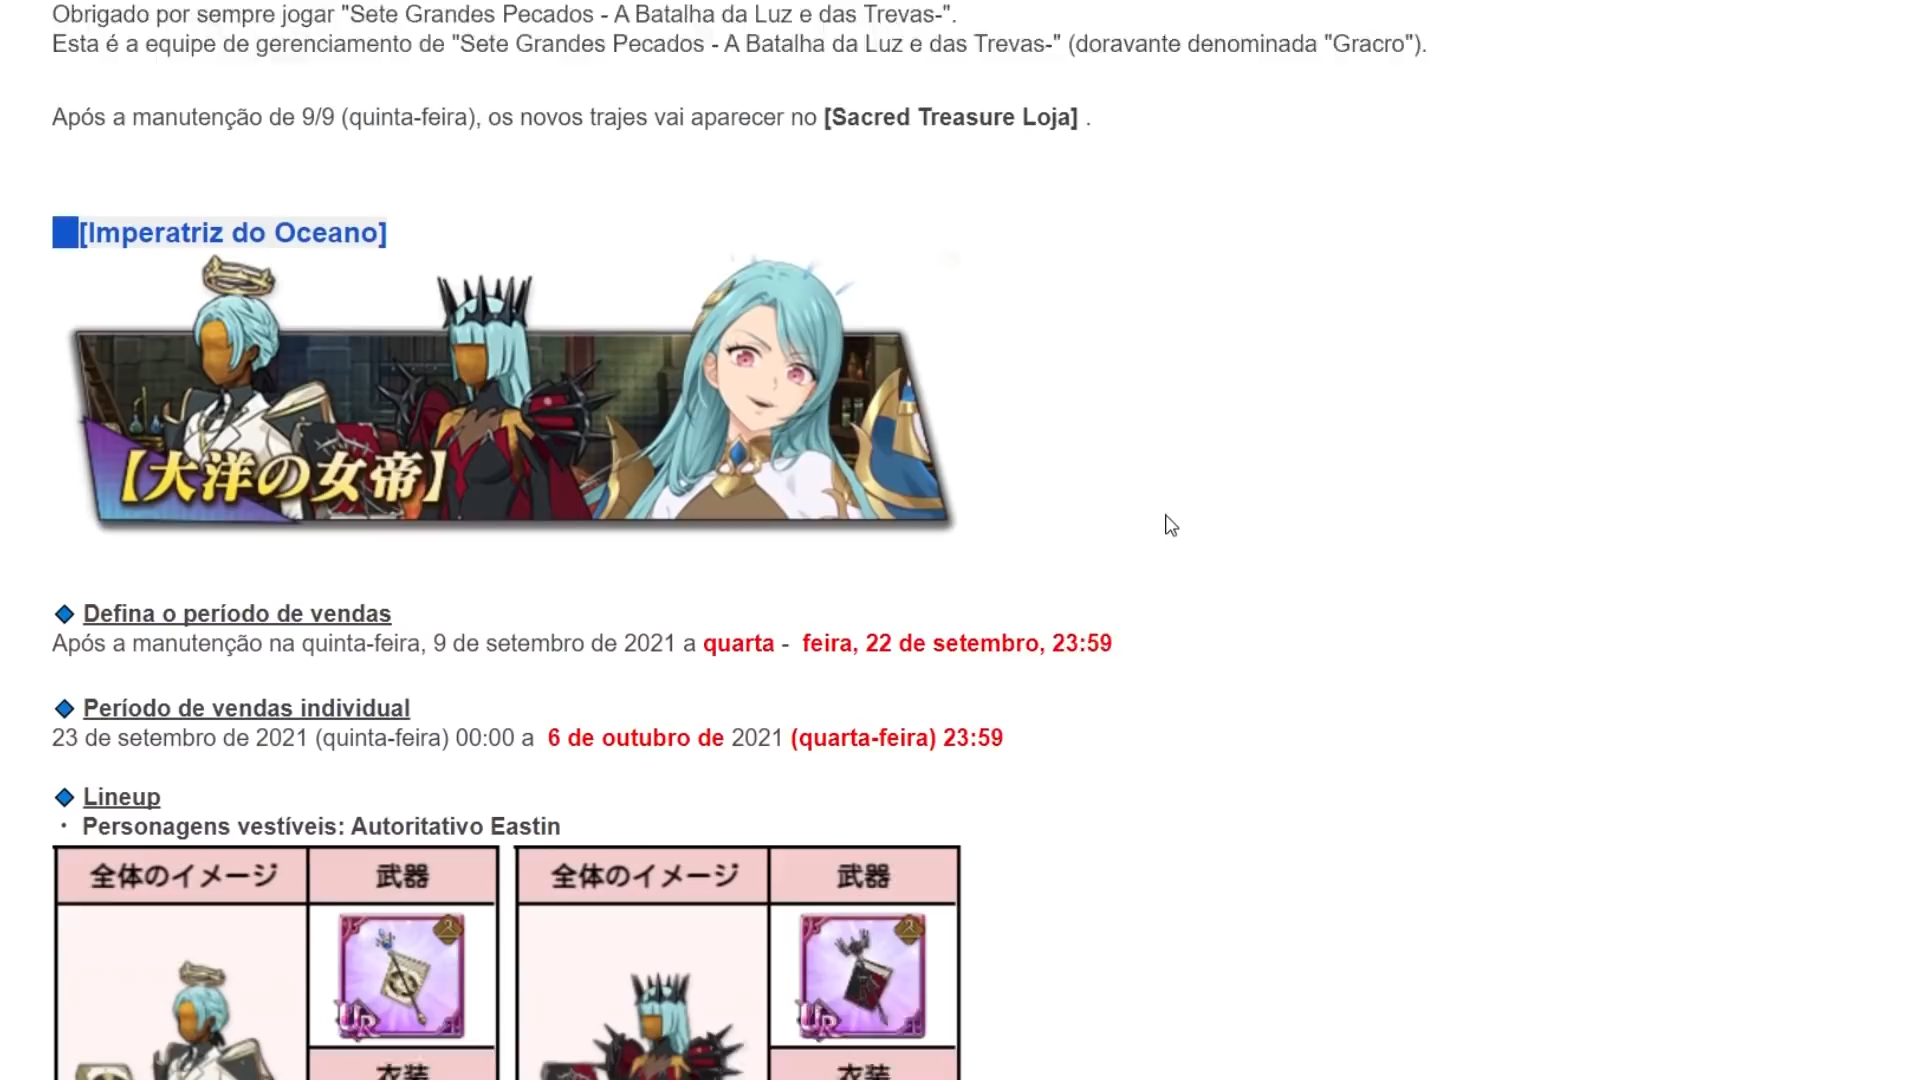 Obrigado por sempre jogar "Sete Grandes Pecados - A Batalha da Luz e das Trevas-".
Esta é a equipe de gerenciamento de "Sete Grandes Pecados - A Batalha da Luz e das Trevas-" (doravante denominada "Gracro").
Após a manutenção de 9/9 (quinta-feira), os novos trajes vai aparecer no [Sacred Treasure Loja] .
[Imperatriz do Oceano]
【大洋の女帝】
Defina o período de vendas
Após a manutenção na quinta-feira, 9 de setembro de 2021 a quarta - feira, 22 de setembro, 23:59
Período de vendas individual
23 de setembro de 2021 (quinta-feira) 00:00 a 6 de outubro de 2021 (quarta-feira) 23:59
Lineup
・ Personagens vestíveis: Autoritativo Eastin
全体のイメージ 武器 全体のイメージ 武器
UR UR
衣装 衣装